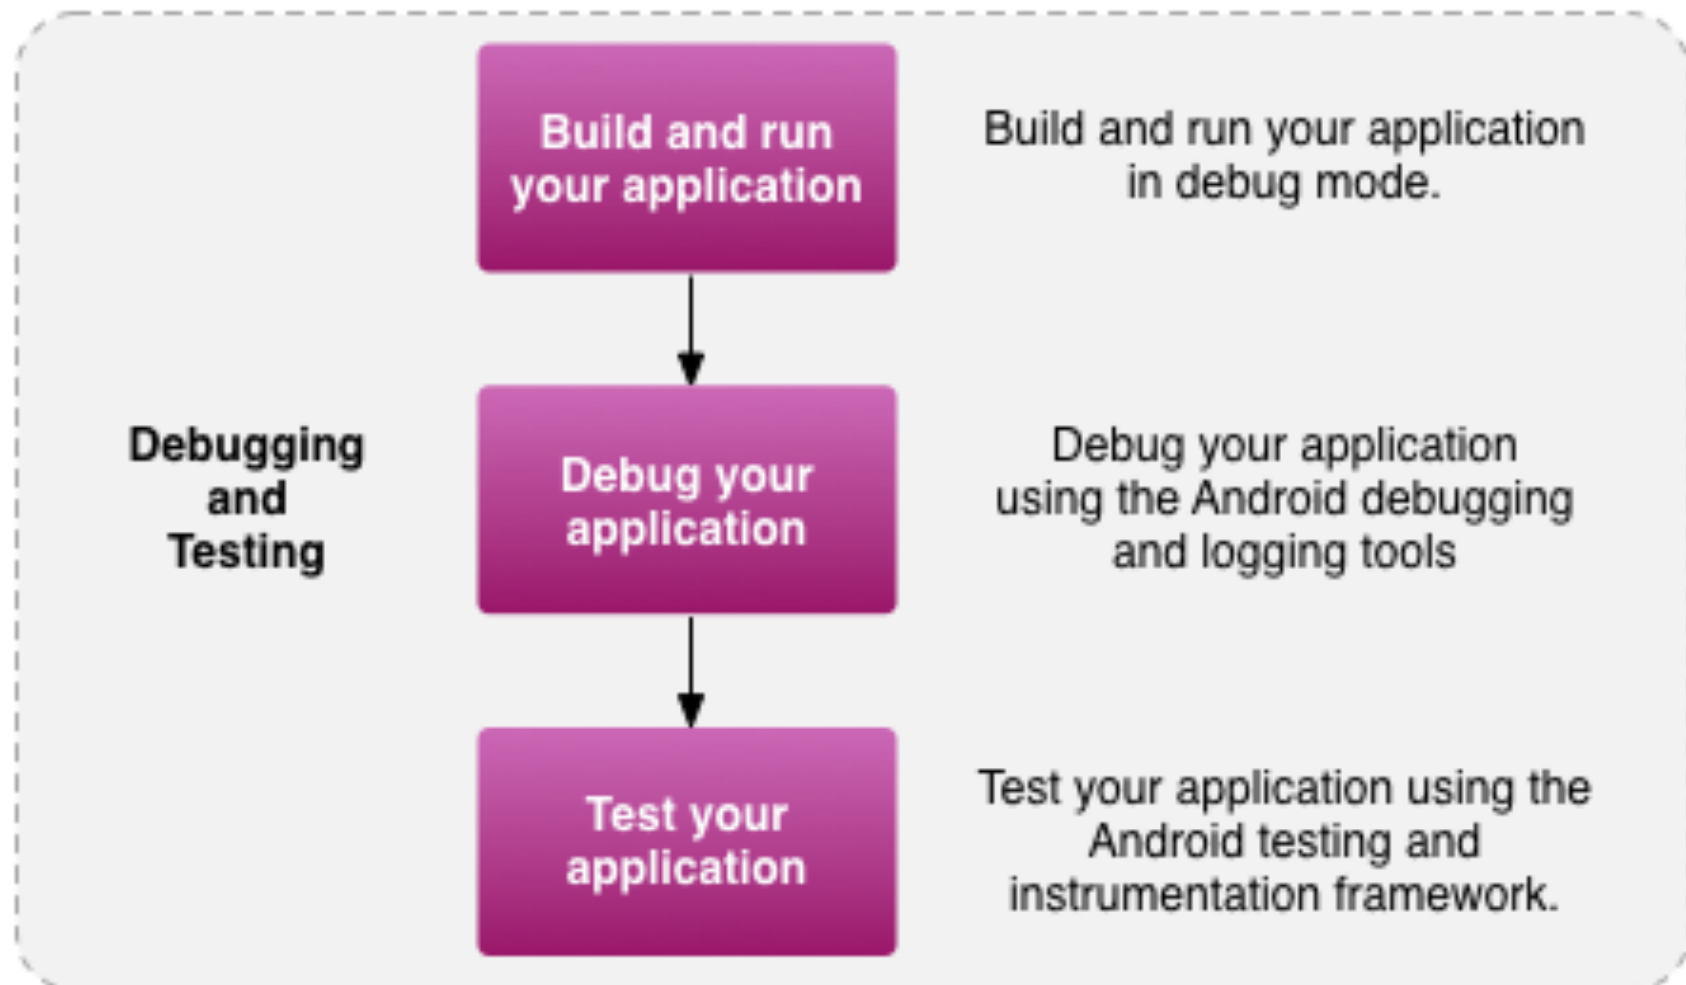 Build and run
your application
Build and run your application
in debug mode.
Debugging
and
Testing
Debug your
application
Debug your application
using the Android debugging
and logging tools
Test your
application
Test your application using the
Android testing and
instrumentation framework.